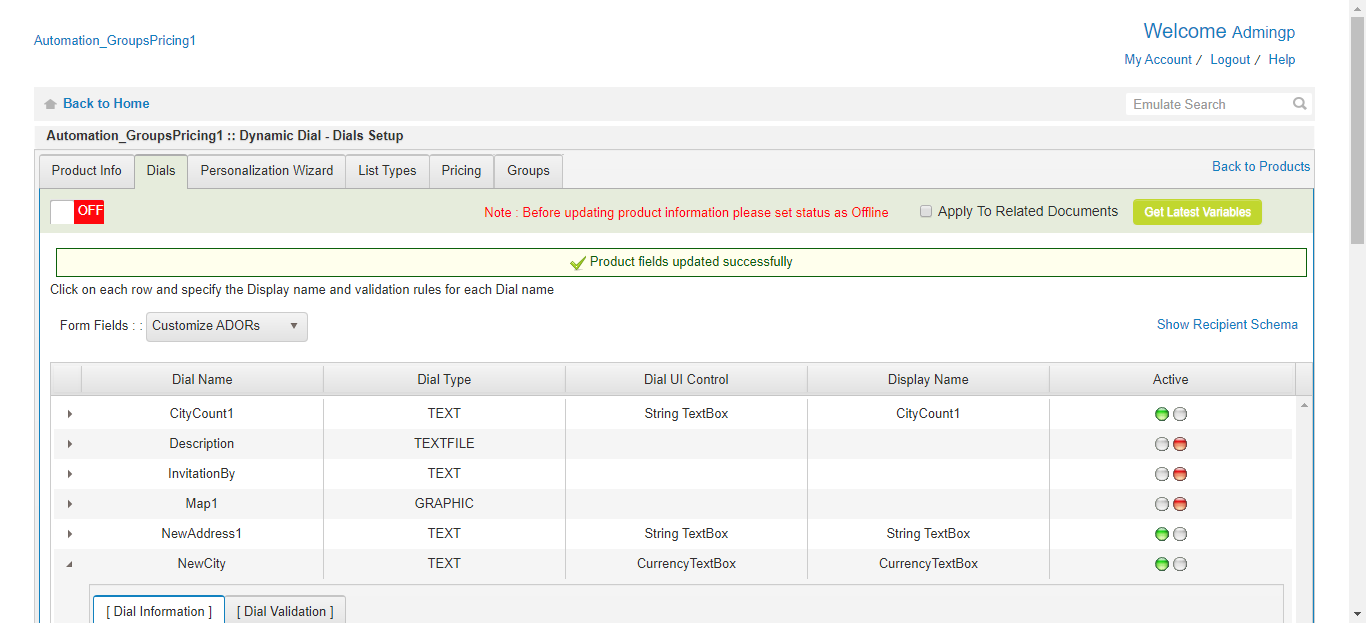 Automation_GroupsPricing1
Welcome Admingp
My Account / Logout / Help
Back to Home
Emulate Search
Automation_GroupsPricing1 :: Dynamic Dial - Dials Setup
Product Info Dials Personalization Wizard List Types Pricing Groups
Back to Products
OFF
Note : Before updating product information please set status as Offline
Apply To Related Documents
Get Latest Variables
Product fields updated successfully
Click on each row and specify the Display name and validation rules for each Dial name
Form Fields : : Customize ADORs
Show Recipient Schema
Dial Name Dial Type Dial UI Control Display Name Active
CityCount1 TEXT String TextBox CityCount1
Description TEXTFILE
InvitationBy TEXT
Map1 GRAPHIC
NewAddress1 TEXT String TextBox String TextBox
NewCity TEXT CurrencyTextBox CurrencyTextBox
[ Dial Information ] [ Dial Validation ]